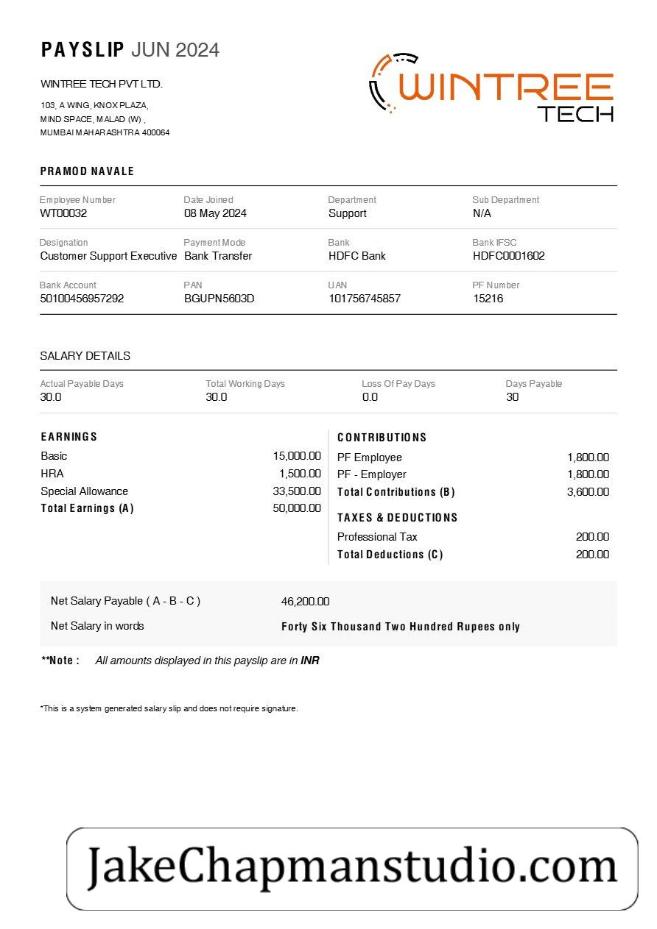 PAYSLIP JUN 2024
WINTREE TECH PVT LTD.
103, A WING, KNOX PLAZA,
MIND SPACE, MALAD (W) ,
MUMBAI MAHARASHTRA 400064
WINTREE
TECH
PRAMOD NAVALE
Employee Number Date Joined Department Sub Department
WT00032 08 May 2024 Support N/A
Designation Payment Mode Bank Bank IFSC
Customer Support Executive Bank Transfer HDFC Bank HDFC0001602
Bank Account PAN UAN PF Number
50100456957292 BGUPN5603D 101756745857 15216
SALARY DETAILS
Actual Payable Days Total Working Days Loss Of Pay Days Days Payable
30.0 30.0 0.0 30
EARNINGS
Basic 15,000.00
HRA 1,500.00
Special Allowance 33,500.00
Total Earnings (A) 50,000.00
CONTRIBUTIONS
PF Employee 1,800.00
PF - Employer 1,800.00
Total Contributions (B) 3,600.00
TAXES & DEDUCTIONS
Professional Tax 200.00
Total Deductions (C) 200.00
Net Salary Payable ( A - B - C ) 46,200.00
Net Salary in words Forty Six Thousand Two Hundred Rupees only
**Note : All amounts displayed in this payslip are in INR
*This is a system generated salary slip and does not require signature.
JakeChapmanstudio.com